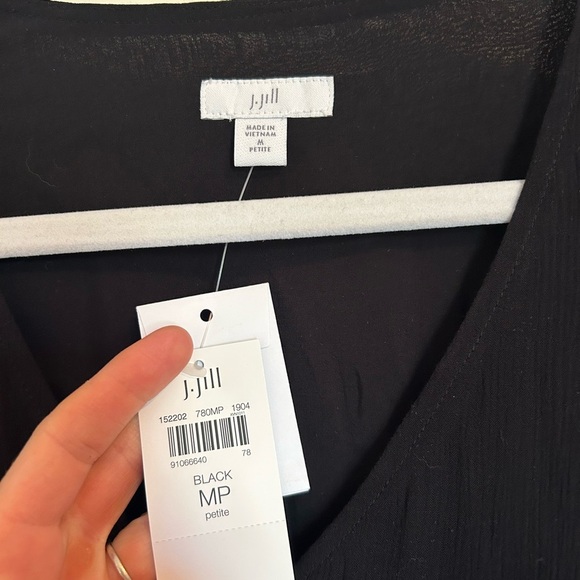 J.Jill
MADE IN
VIETNAM
M
PETITE
J.Jill
152202 780MP 1904
91066640 78
BLACK
MP
petite